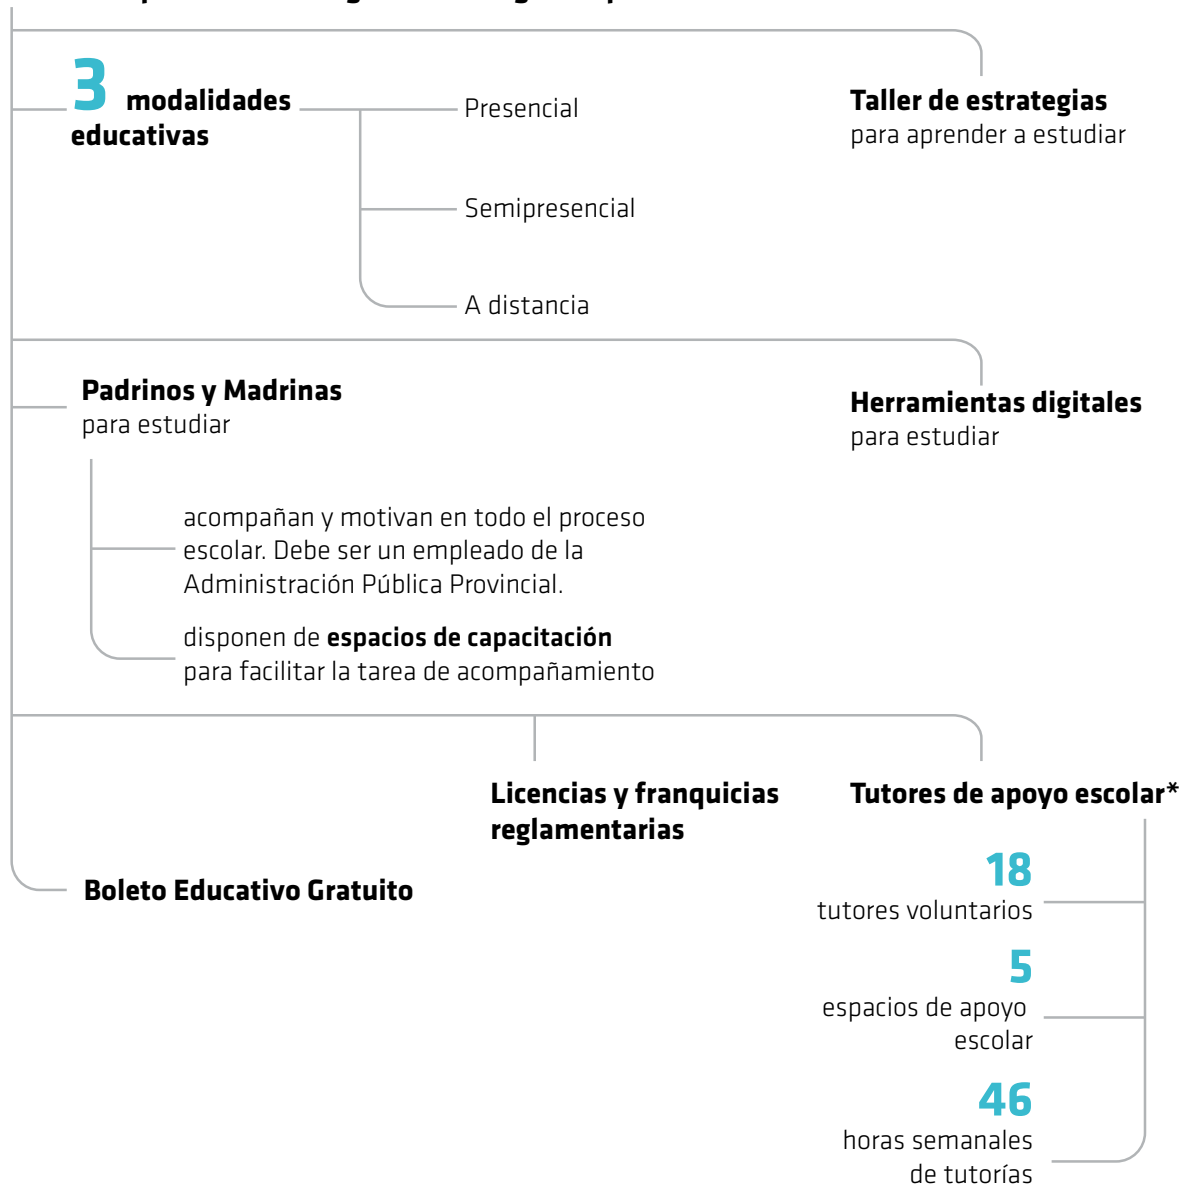 3 modalidades
educativas
Presencial
Semipresencial
A distancia
Taller de estrategias
para aprender a estudiar
Padrinos y Madrinas
para estudiar
Herramientas digitales
para estudiar
acompañan y motivan en todo el proceso
escolar. Debe ser un empleado de la
Administración Pública Provincial.
disponen de espacios de capacitación
para facilitar la tarea de acompañamiento
Licencias y franquicias
reglamentarias
Tutores de apoyo escolar*
Boleto Educativo Gratuito
18
tutores voluntarios
5
espacios de apoyo
escolar
46
horas semanales
de tutorías